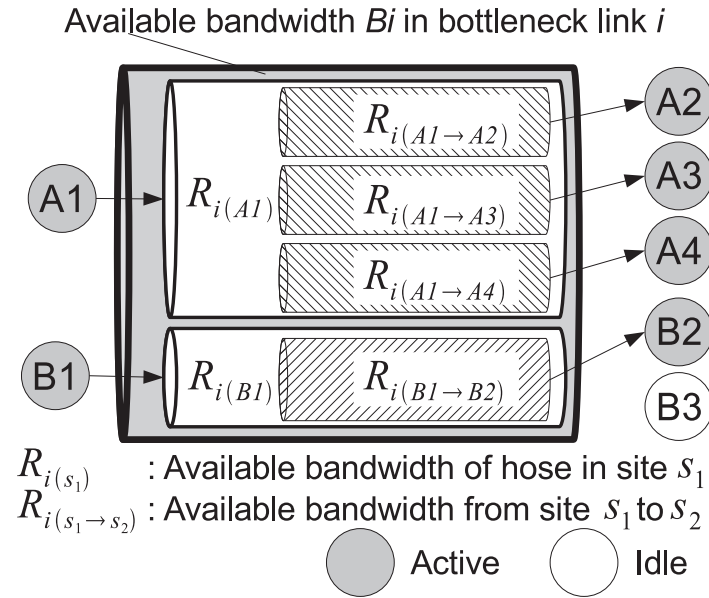 Available bandwidth Bi in bottleneck link i
A1
R_{i(A1)}
R_{i(A1→A2)}
A2
R_{i(A1→A3)}
A3
R_{i(A1→A4)}
A4
B1
R_{i(B1)}
R_{i(B1→B2)}
B2
B3
R_{i(s_1)} : Available bandwidth of hose in site s_1
R_{i(s_1→s_2)} : Available bandwidth from site s_1 to s_2
Active
Idle